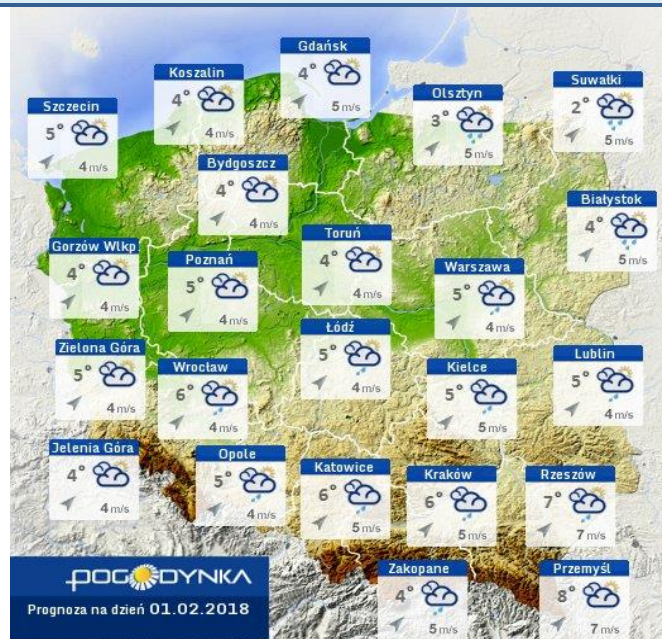 Gdańsk
4°
5 m/s
Koszalin
4°
4 m/s
Suwałki
2°
5 m/s
Olsztyn
3°
5 m/s
Szczecin
5°
4 m/s
Bydgoszcz
4°
4 m/s
Białystok
4°
5 m/s
Toruń
4°
4 m/s
Gorzów Wlkp
4°
4 m/s
Poznań
5°
4 m/s
Warszawa
5°
4 m/s
Łódź
5°
4 m/s
Zielona Góra
5°
4 m/s
Wrocław
6°
4 m/s
Kielce
5°
5 m/s
Lublin
5°
4 m/s
Jelenia Góra
4°
4 m/s
Opole
5°
4 m/s
Katowice
6°
5 m/s
Kraków
6°
5 m/s
Rzeszów
7°
7 m/s
Zakopane
4°
5 m/s
Przemyśl
8°
7 m/s
POGODYNKA
Prognoza na dzień 01.02.2018